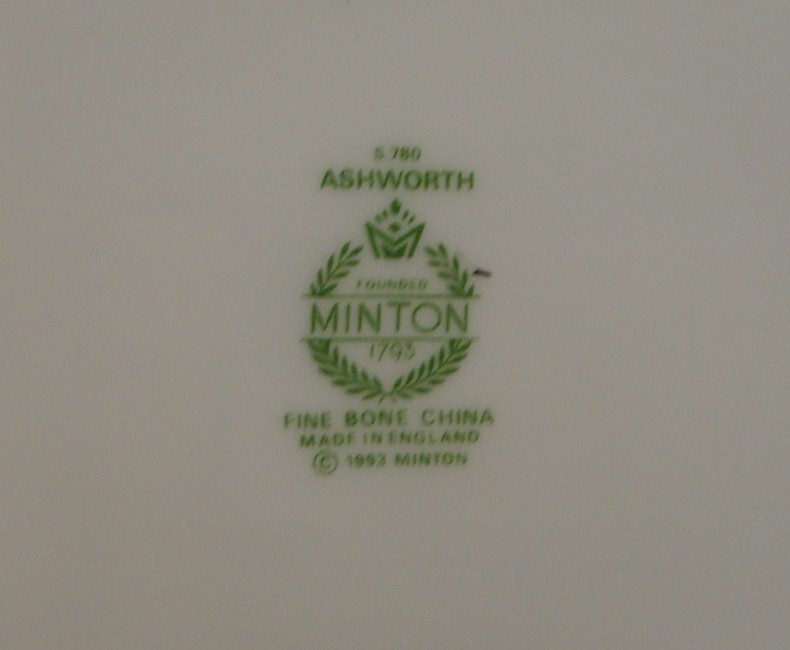 S.780
ASHWORTH
FOUNDED
MINTON
1793
FINE BONE CHINA
MADE IN ENGLAND
© 1993 MINTON